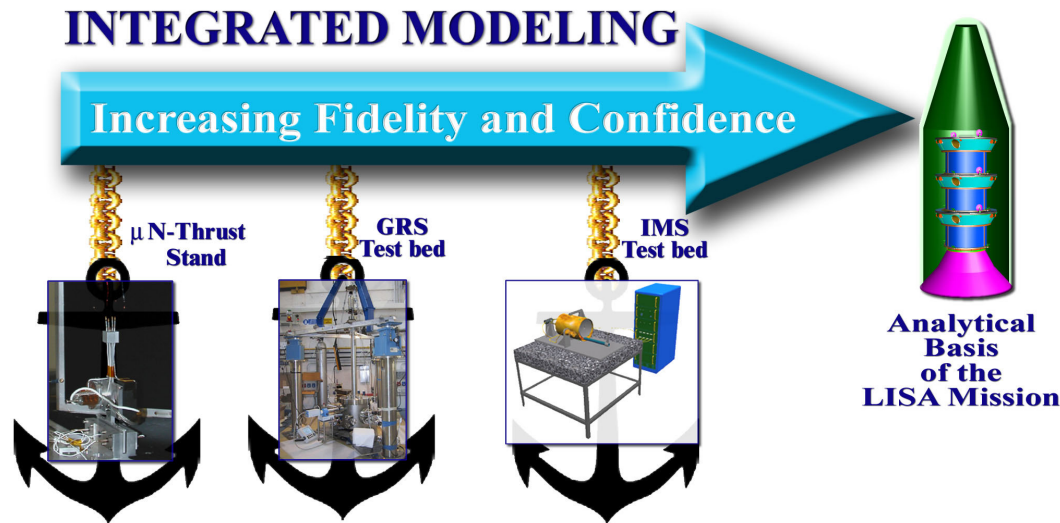 INTEGRATED MODELING
Increasing Fidelity and Confidence
μ N-Thrust
Stand
GRS
Test bed
IMS
Test bed
Analytical
Basis
of the
LISA Mission